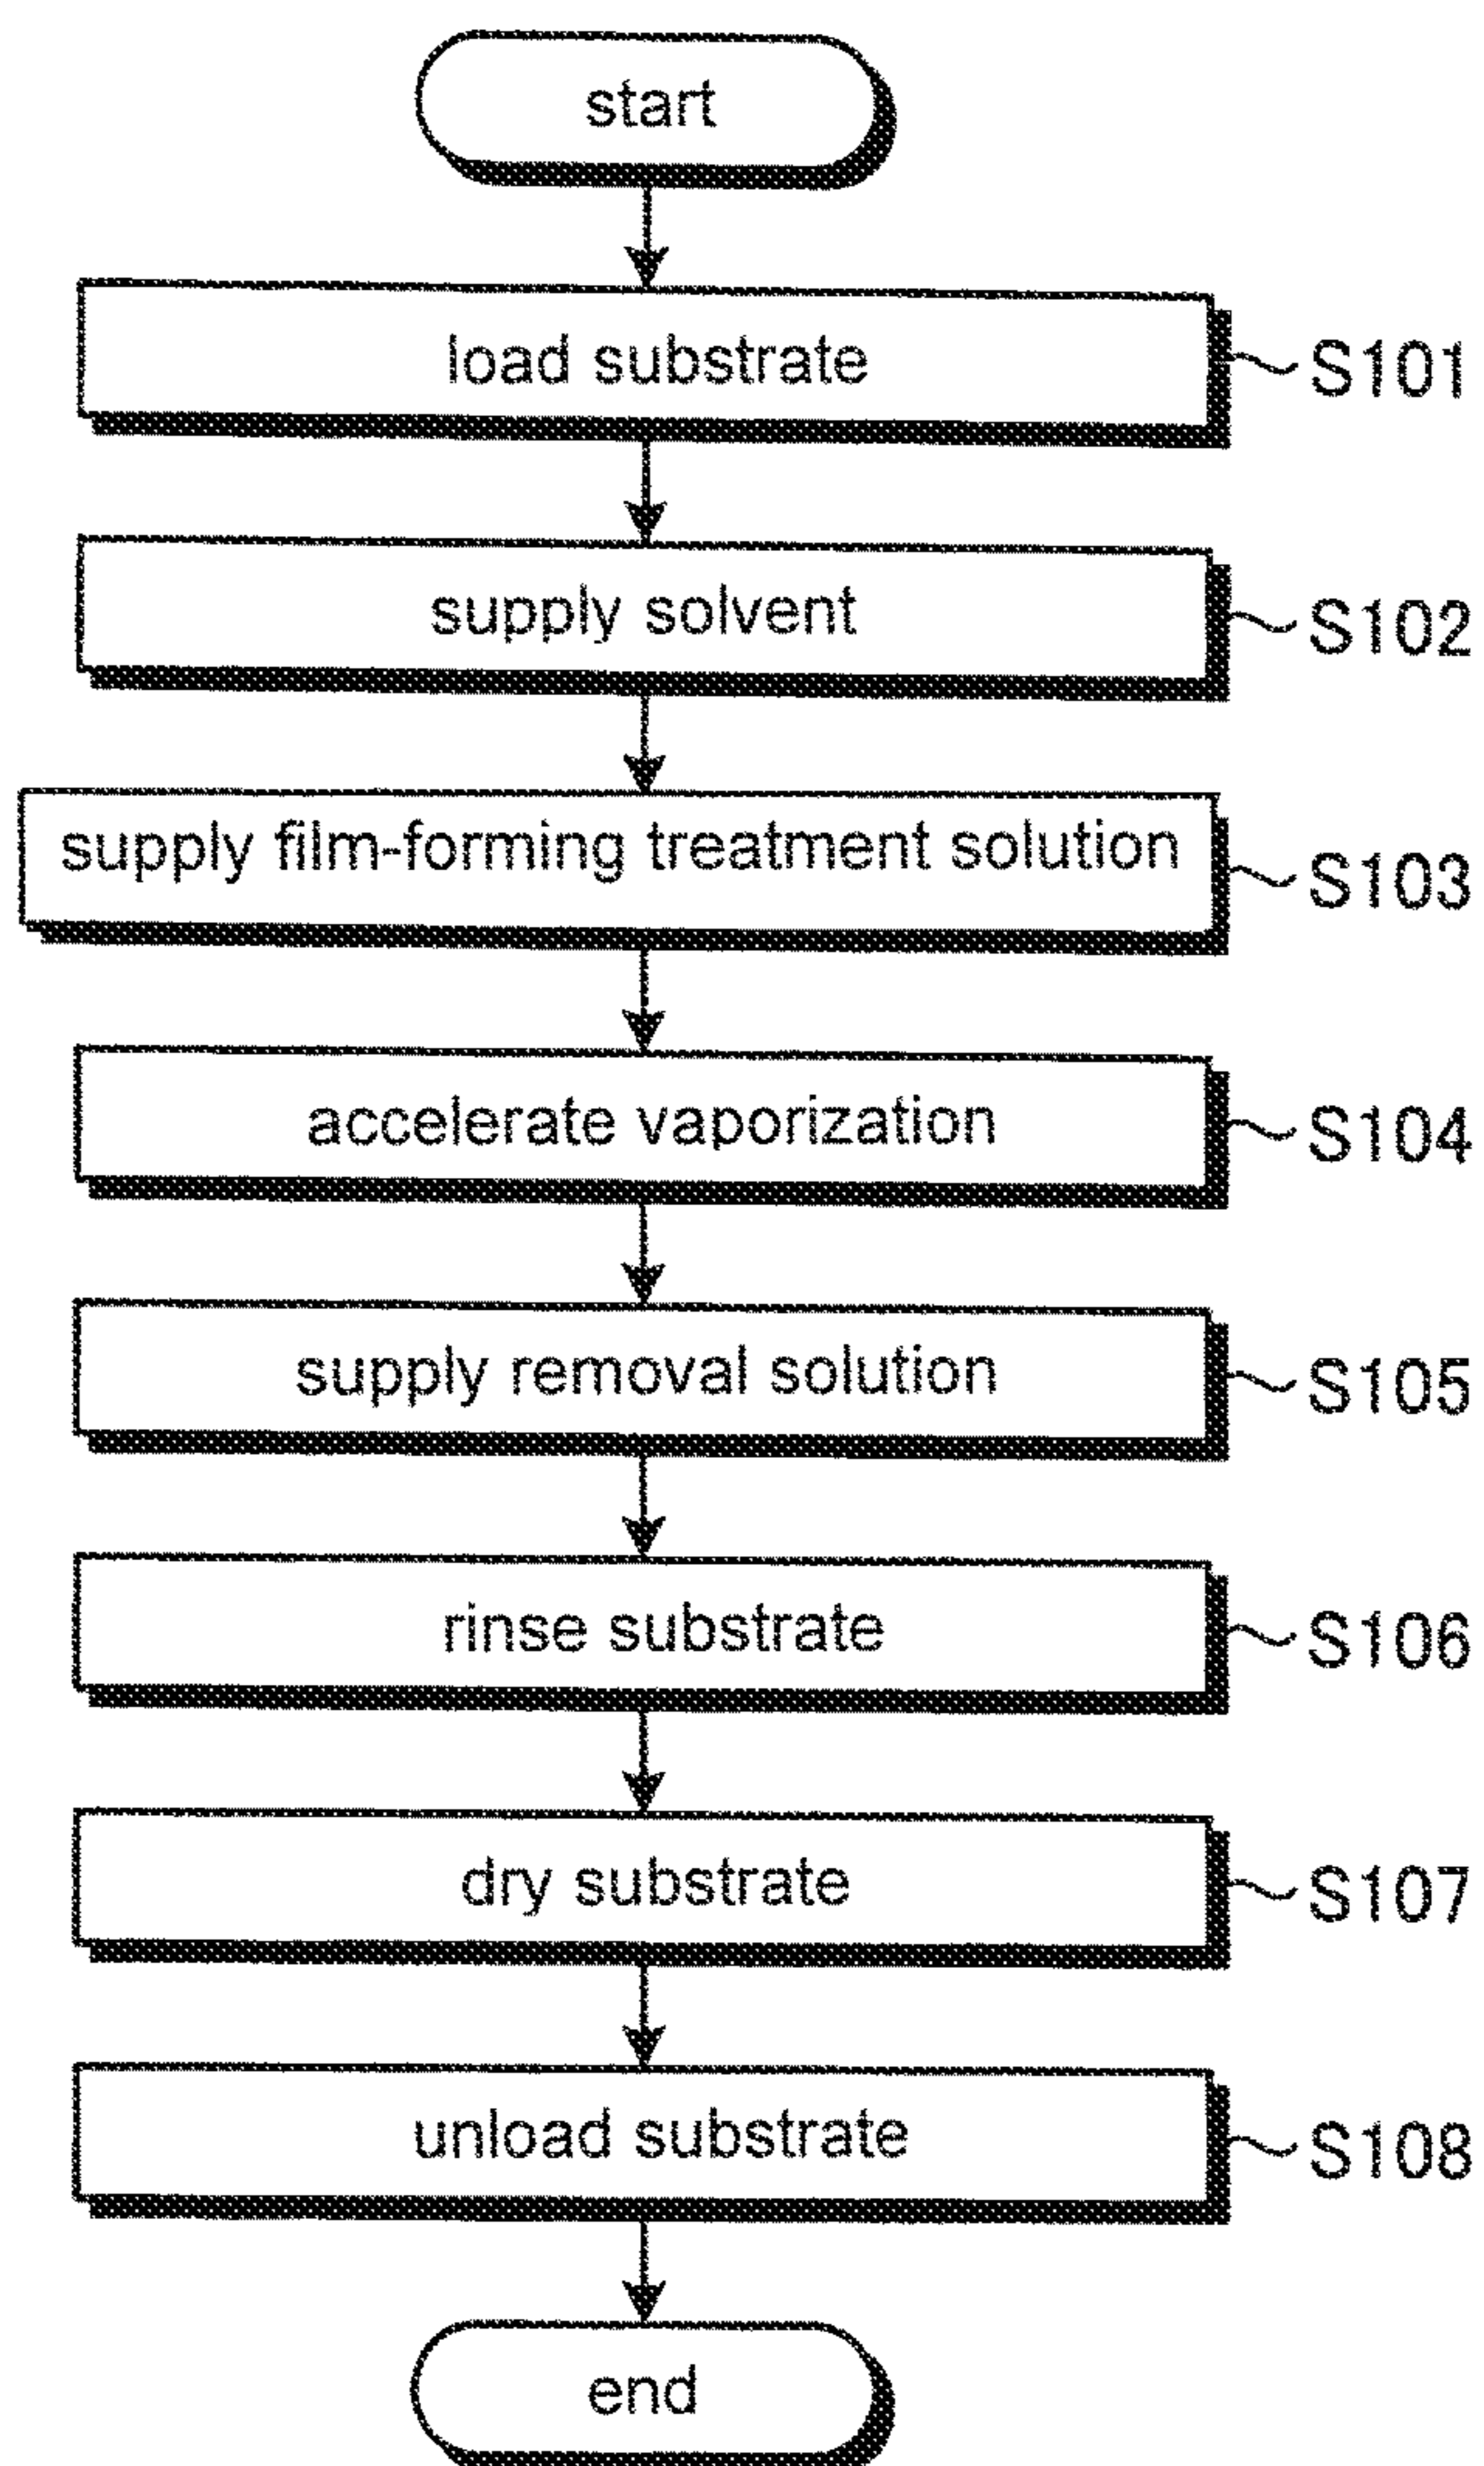 start
load substrate S101
supply solvent S102
supply film-forming treatment solution S103
accelerate vaporization S104
supply removal solution S105
rinse substrate S106
dry substrate S107
unload substrate S108
end